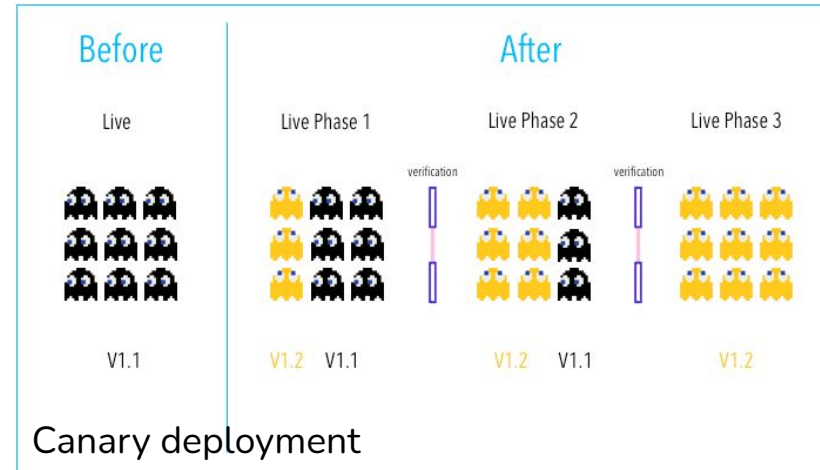 Before
After
Live
Live Phase 1
Live Phase 2
Live Phase 3
verification
verification
V1.1
V1.2 V1.1
V1.2 V1.1
V1.2
Canary deployment